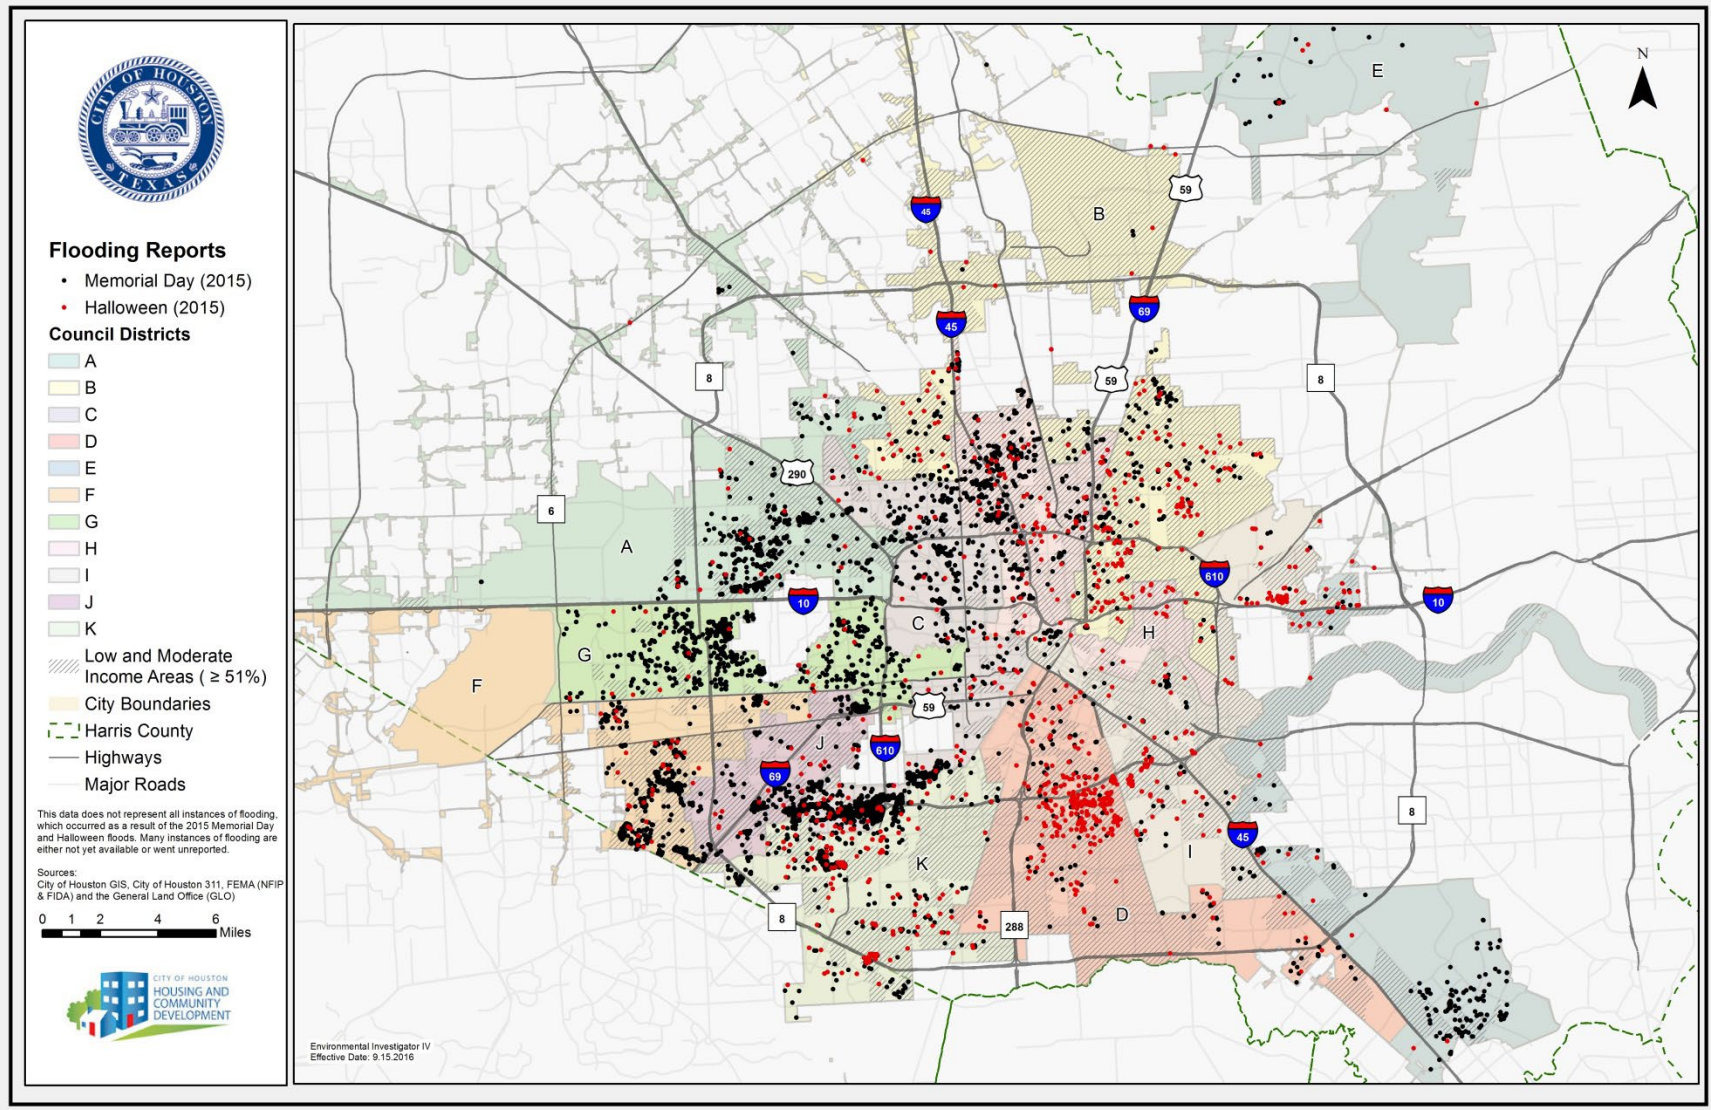 CITY OF HOUSTON
TEXAS
Flooding Reports
Memorial Day (2015)
Halloween (2015)
Council Districts
A
B
C
D
E
F
G
H
I
J
K
Low and Moderate
Income Areas ( ≥ 51%)
City Boundaries
Harris County
Highways
Major Roads
This data does not represent all instances of flooding,
which occurred as a result of the 2015 Memorial Day
and Halloween floods. Many instances of flooding are
either not yet available or went unreported.
Sources:
City of Houston GIS, City of Houston 311, FEMA (NFIP
& FIDA) and the General Land Office (GLO)
0 1 2 4 6
Miles
CITY OF HOUSTON
HOUSING AND
COMMUNITY
DEVELOPMENT
N
E
59
45
B
45
69
8
59
8
290
6
A
610
10
10
C
H
G
F
59
J
610
69
8
45
I
K
D
8
288
Environmental Investigator IV
Effective Date: 9.15.2016